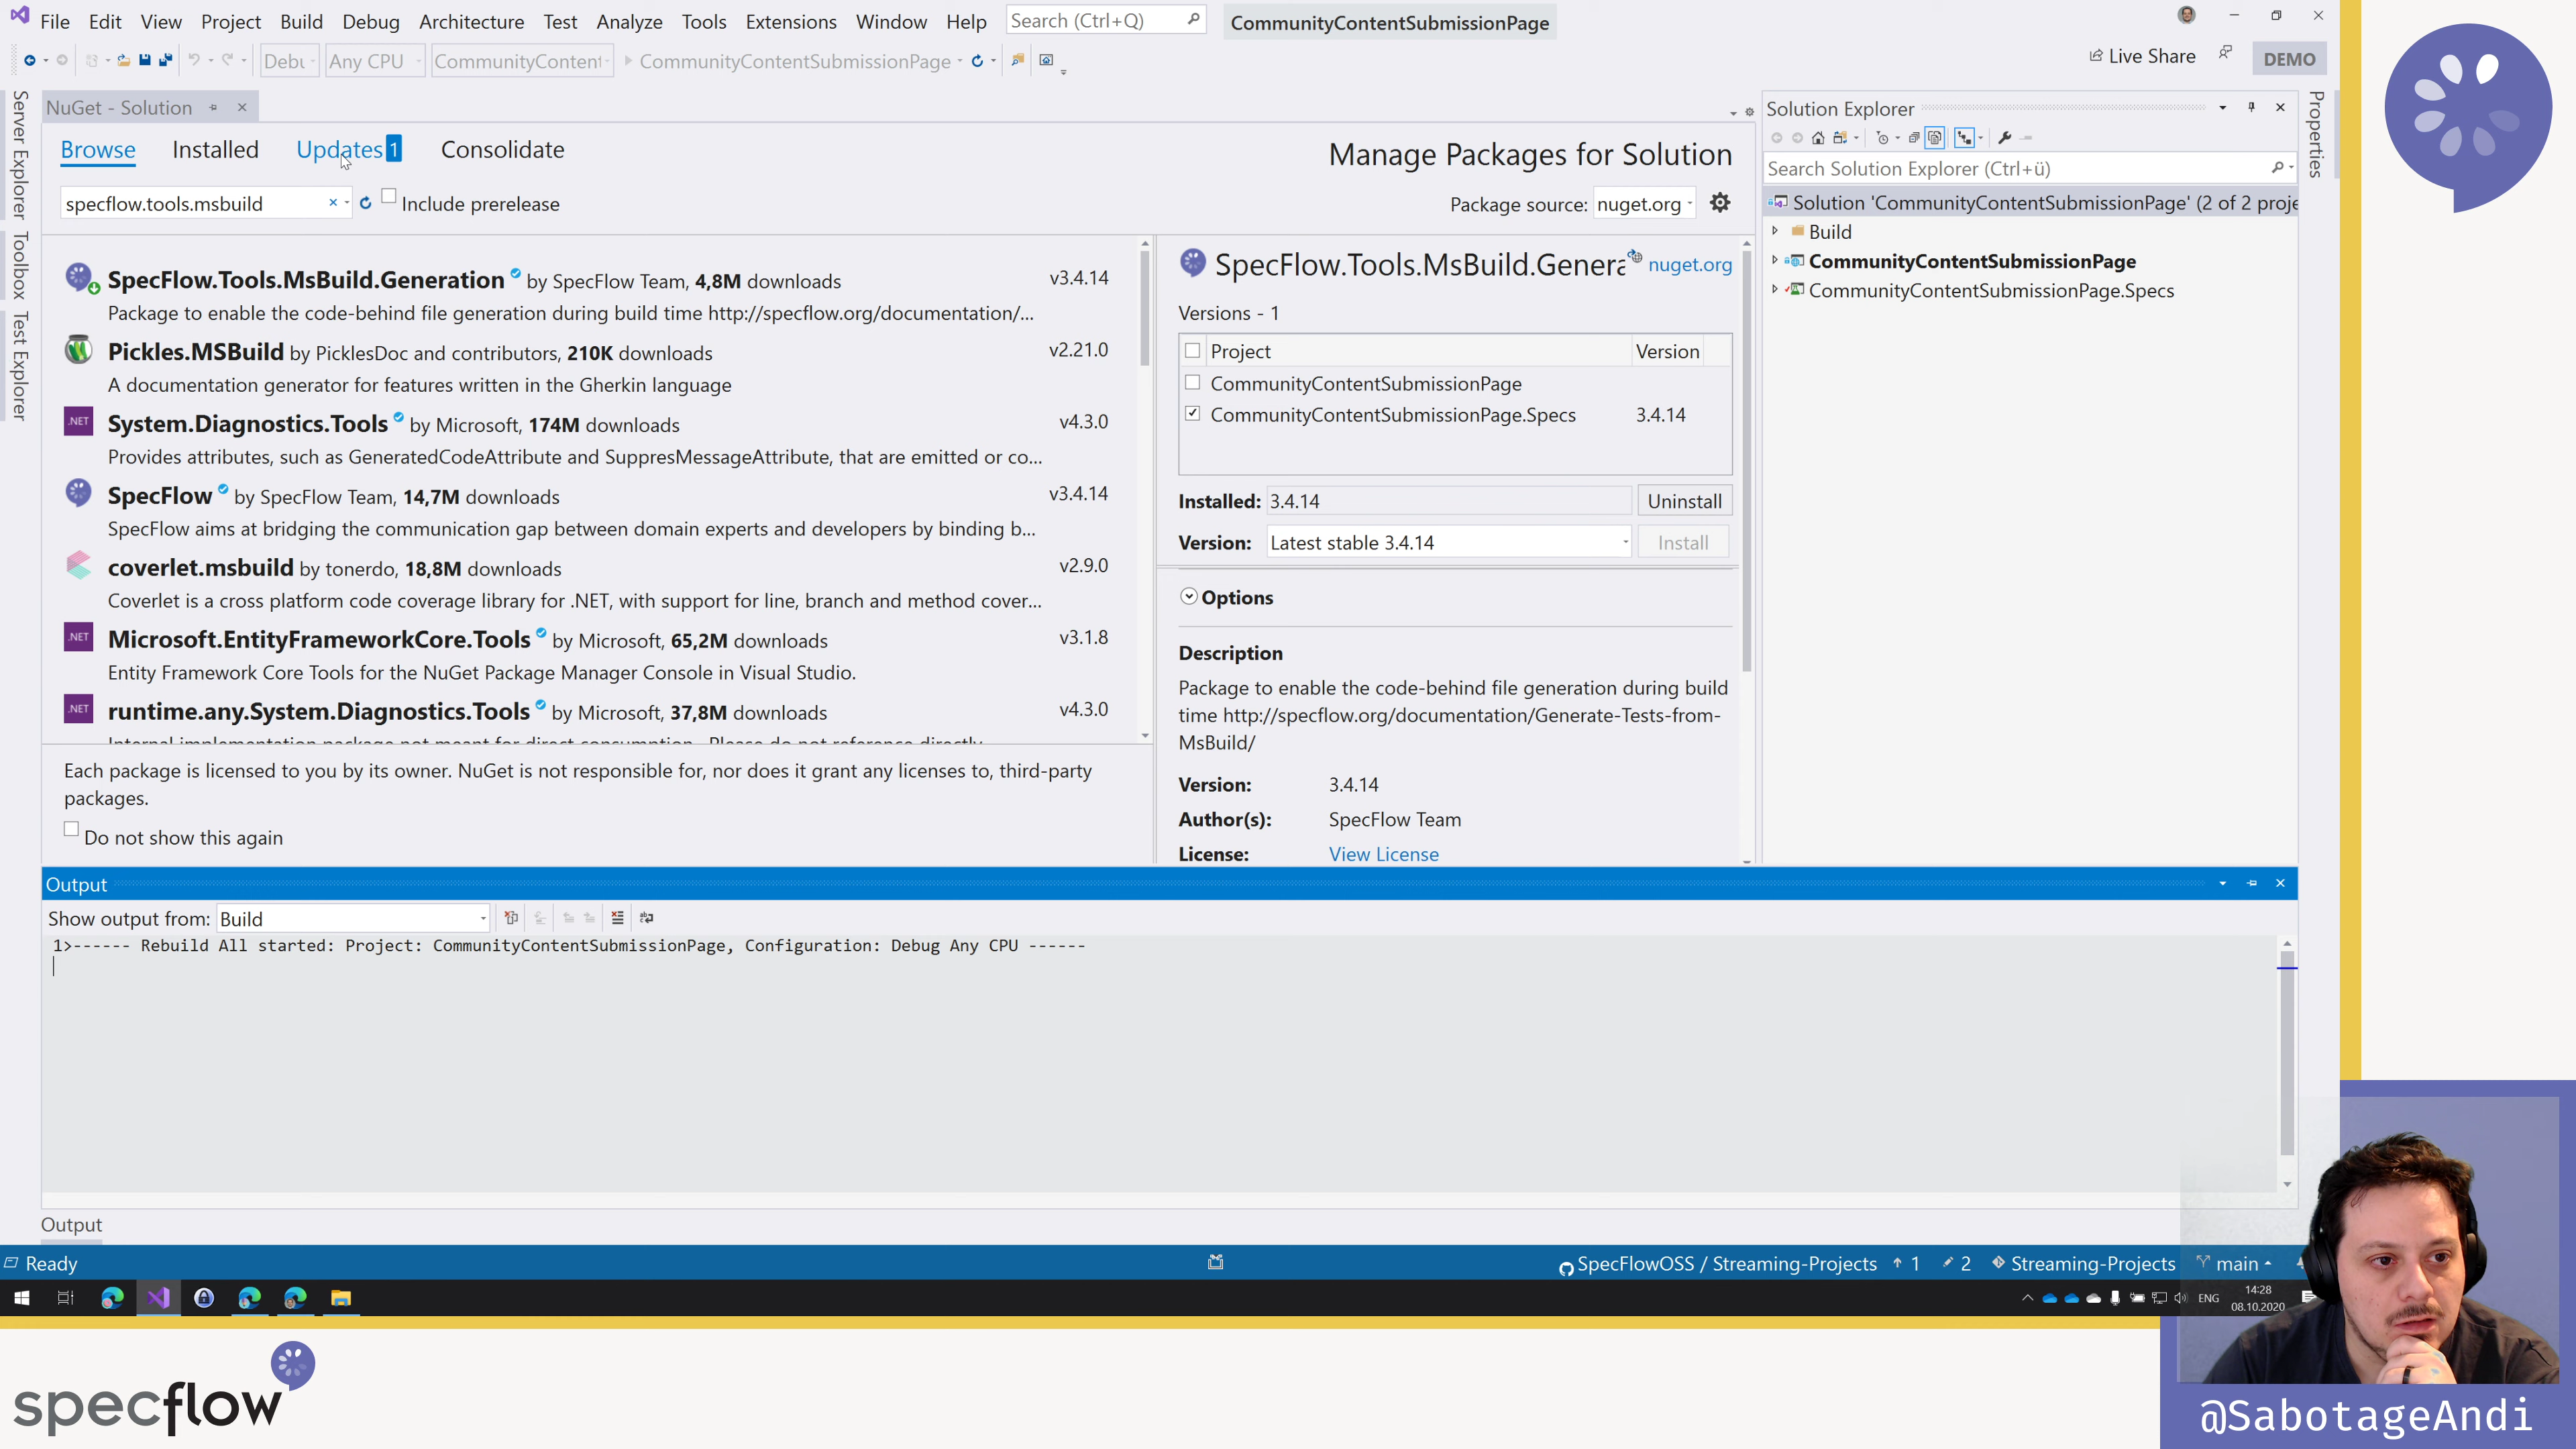 File Edit View Project Build Debug Architecture Test Analyze Tools Extensions Window Help Search (Ctrl+Q) CommunityContentSubmissionPage
Any CPU CommunityContent CommunityContentSubmissionPage Live Share DEMO
Server Explorer
Toolbox
Test Explorer
NuGet - Solution
Browse Installed Updates 1 Consolidate
Manage Packages for Solution
specflow.tools.msbuild Include prerelease
Package source: nuget.org
SpecFlow.Tools.MsBuild.Generation by SpecFlow Team, 4,8M downloads v3.4.14
Package to enable the code-behind file generation during build time http://specflow.org/documentation/...
Pickles.MSBuild by PicklesDoc and contributors, 210K downloads v2.21.0
A documentation generator for features written in the Gherkin language
.NET System.Diagnostics.Tools by Microsoft, 174M downloads v4.3.0
Provides attributes, such as GeneratedCodeAttribute and SuppresMessageAttribute, that are emitted or co...
SpecFlow by SpecFlow Team, 14,7M downloads v3.4.14
SpecFlow aims at bridging the communication gap between domain experts and developers by binding b...
coverlet.msbuild by tonerdo, 18,8M downloads v2.9.0
Coverlet is a cross platform code coverage library for .NET, with support for line, branch and method cover...
.NET Microsoft.EntityFrameworkCore.Tools by Microsoft, 65,2M downloads v3.1.8
Entity Framework Core Tools for the NuGet Package Manager Console in Visual Studio.
.NET runtime.any.System.Diagnostics.Tools by Microsoft, 37,8M downloads v4.3.0
Internal implementation package not meant for direct consumption. Please do not reference directly
Each package is licensed to you by its owner. NuGet is not responsible for, nor does it grant any licenses to, third-party
packages.
Do not show this again
SpecFlow.Tools.MsBuild.Genera nuget.org
Versions - 1
Project Version
CommunityContentSubmissionPage
CommunityContentSubmissionPage.Specs 3.4.14
Installed: 3.4.14 Uninstall
Version: Latest stable 3.4.14 Install
Options
Description
Package to enable the code-behind file generation during build
time http://specflow.org/documentation/Generate-Tests-from-
MsBuild/
Version: 3.4.14
Author(s): SpecFlow Team
License: View License
Solution Explorer
Search Solution Explorer (Ctrl+ü)
Solution 'CommunityContentSubmissionPage' (2 of 2 proje
Build
CommunityContentSubmissionPage
CommunityContentSubmissionPage.Specs
Properties
Output
Show output from: Build
1>------ Rebuild All started: Project: CommunityContentSubmissionPage, Configuration: Debug Any CPU ------
Output
Ready SpecFlowOSS / Streaming-Projects 1 2 Streaming-Projects main
ENG 14:28
08.10.2020
specflow
@SabotageAndi